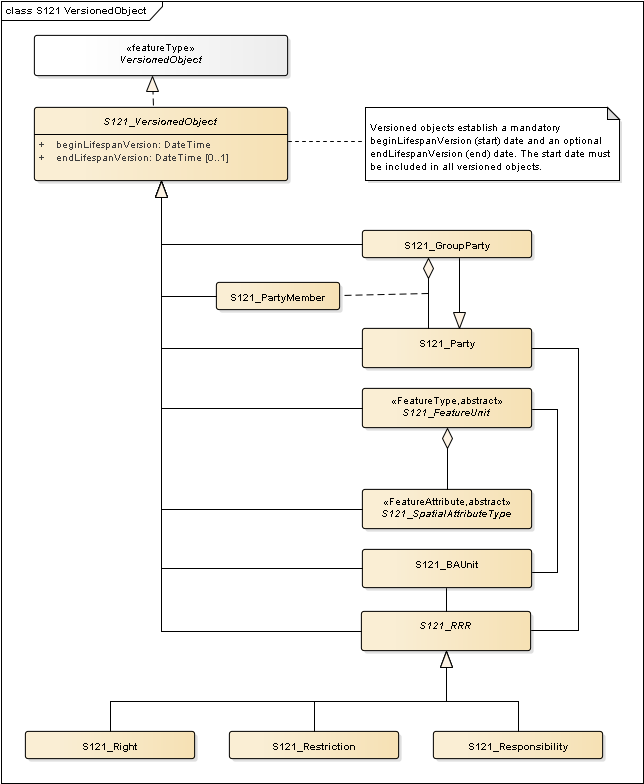 class S121 VersionedObject
«featureType»
VersionedObject
S121_VersionedObject
+ beginLifespanVersion: DateTime
+ endLifespanVersion: DateTime [0..1]
Versioned objects establish a mandatory
beginLifespanVersion (start) date and an optional
endLifespanVersion (end) date. The start date must
be included in all versioned objects.
S121_GroupParty
S121_PartyMember
S121_Party
«FeatureType,abstract»
S121_FeatureUnit
«FeatureAttribute,abstract»
S121_SpatialAttributeType
S121_BAUnit
S121_RRR
S121_Right
S121_Restriction
S121_Responsibility